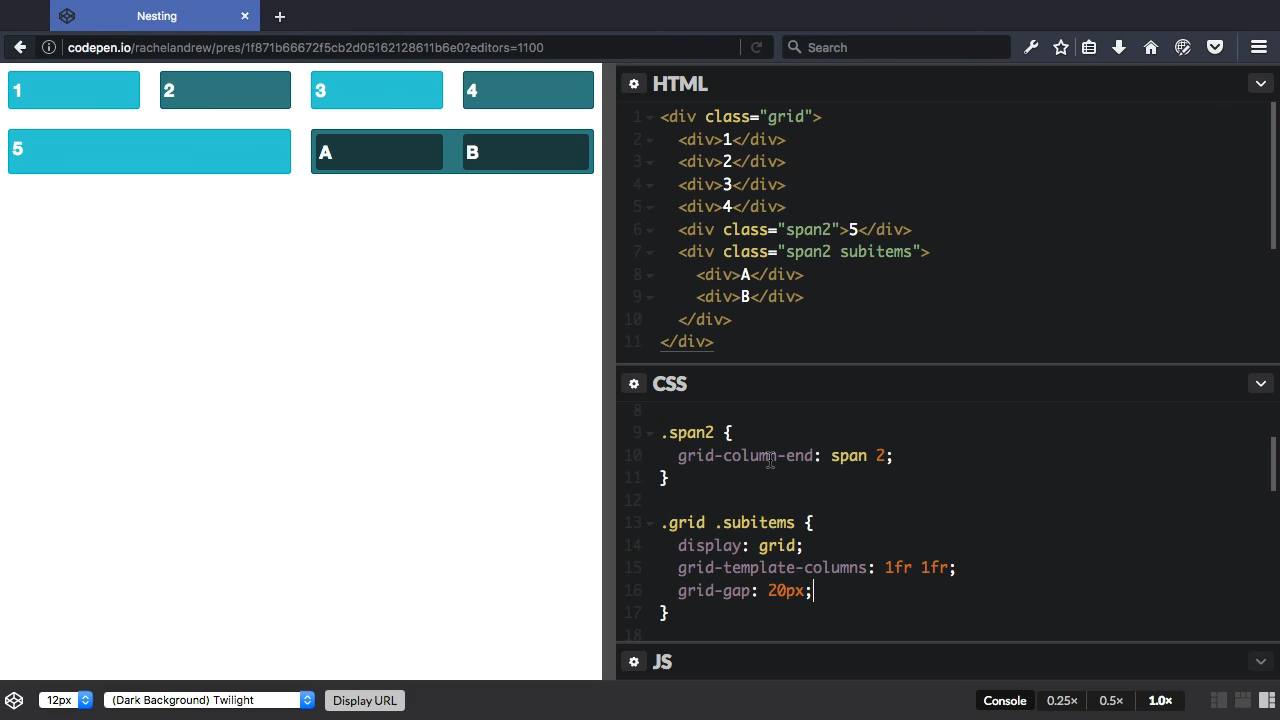 Nesting
codepen.io/rachelandrew/pres/1f871b66672f5cb2d05162128611b6e0?editors=1100
Search
1 2 3 4
5 A B
HTML
1 <div class="grid">
2 <div>1</div>
3 <div>2</div>
4 <div>3</div>
5 <div>4</div>
6 <div class="span2">5</div>
7 <div class="span2 subitems">
8 <div>A</div>
9 <div>B</div>
10 </div>
11 </div>
CSS
8
9 .span2 {
10 grid-column-end: span 2;
11 }
12
13 .grid .subitems {
14 display: grid;
15 grid-template-columns: 1fr 1fr;
16 grid-gap: 20px;
17 }
18
JS
12px (Dark Background) Twilight Display URL Console 0.25× 0.5× 1.0×